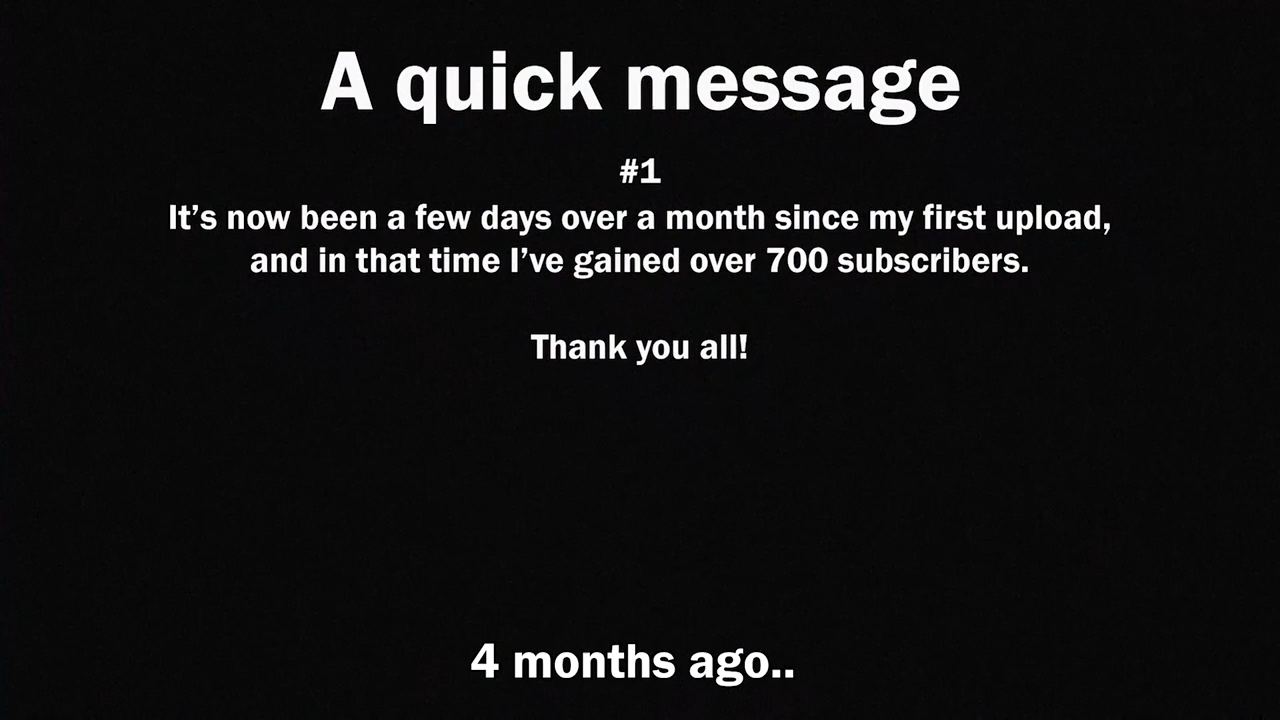 A quick message
#1
It’s now been a few days over a month since my first upload,
and in that time I’ve gained over 700 subscribers.
Thank you all!
4 months ago..